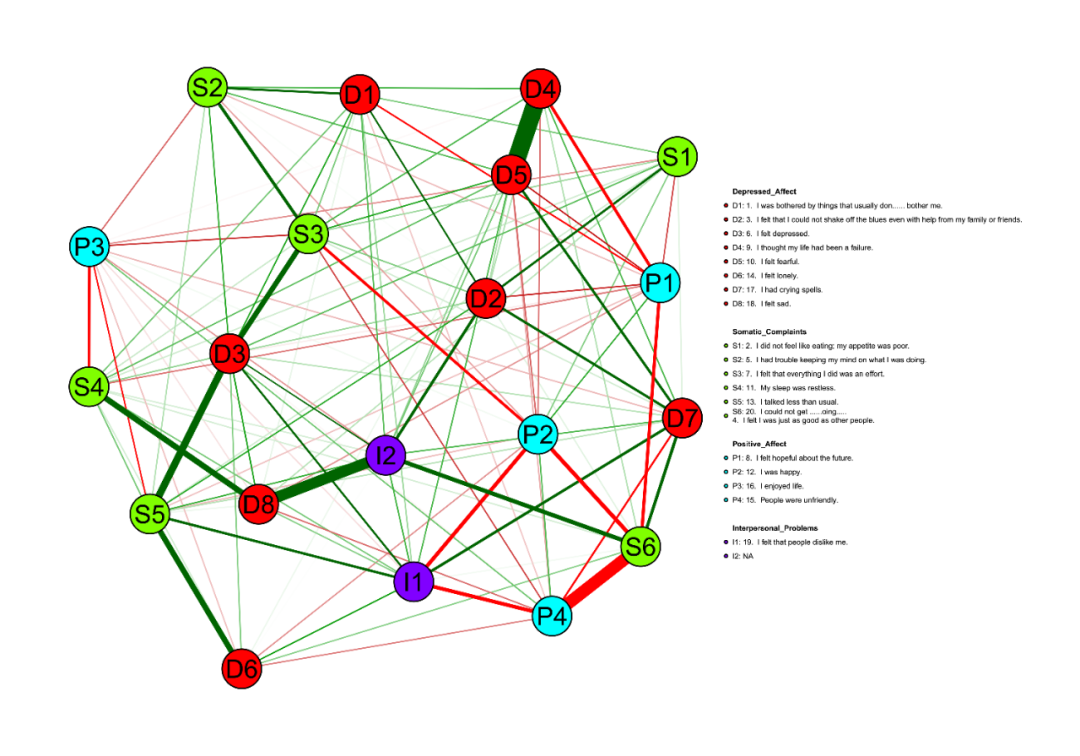 S2
D1
D4
S1
D5
P3
S3
P1
D2
D3
S4
D7
P2
I2
D8
S5
S6
I1
P4
D6
Depressed_Affect
D1: 1. I was bothered by things that usually don...... bother me.
D2: 3. I felt that I could not shake off the blues even with help from my family or friends.
D3: 6. I felt depressed.
D4: 9. I thought my life had been a failure.
D5: 10. I felt fearful.
D6: 14. I felt lonely.
D7: 17. I had crying spells.
D8: 18. I felt sad.
Somatic_Complaints
S1: 2. I did not feel like eating; my appetite was poor.
S2: 5. I had trouble keeping my mind on what I was doing.
S3: 7. I felt that everything I did was an effort.
S4: 11. My sleep was restless.
S5: 13. I talked less than usual.
S6: 20. I could not get ......oing.....
4. I felt I was just as good as other people.
Positive_Affect
P1: 8. I felt hopeful about the future.
P2: 12. I was happy.
P3: 16. I enjoyed life.
P4: 15. People were unfriendly.
Interpersonal_Problems
I1: 19. I felt that people dislike me.
I2: NA